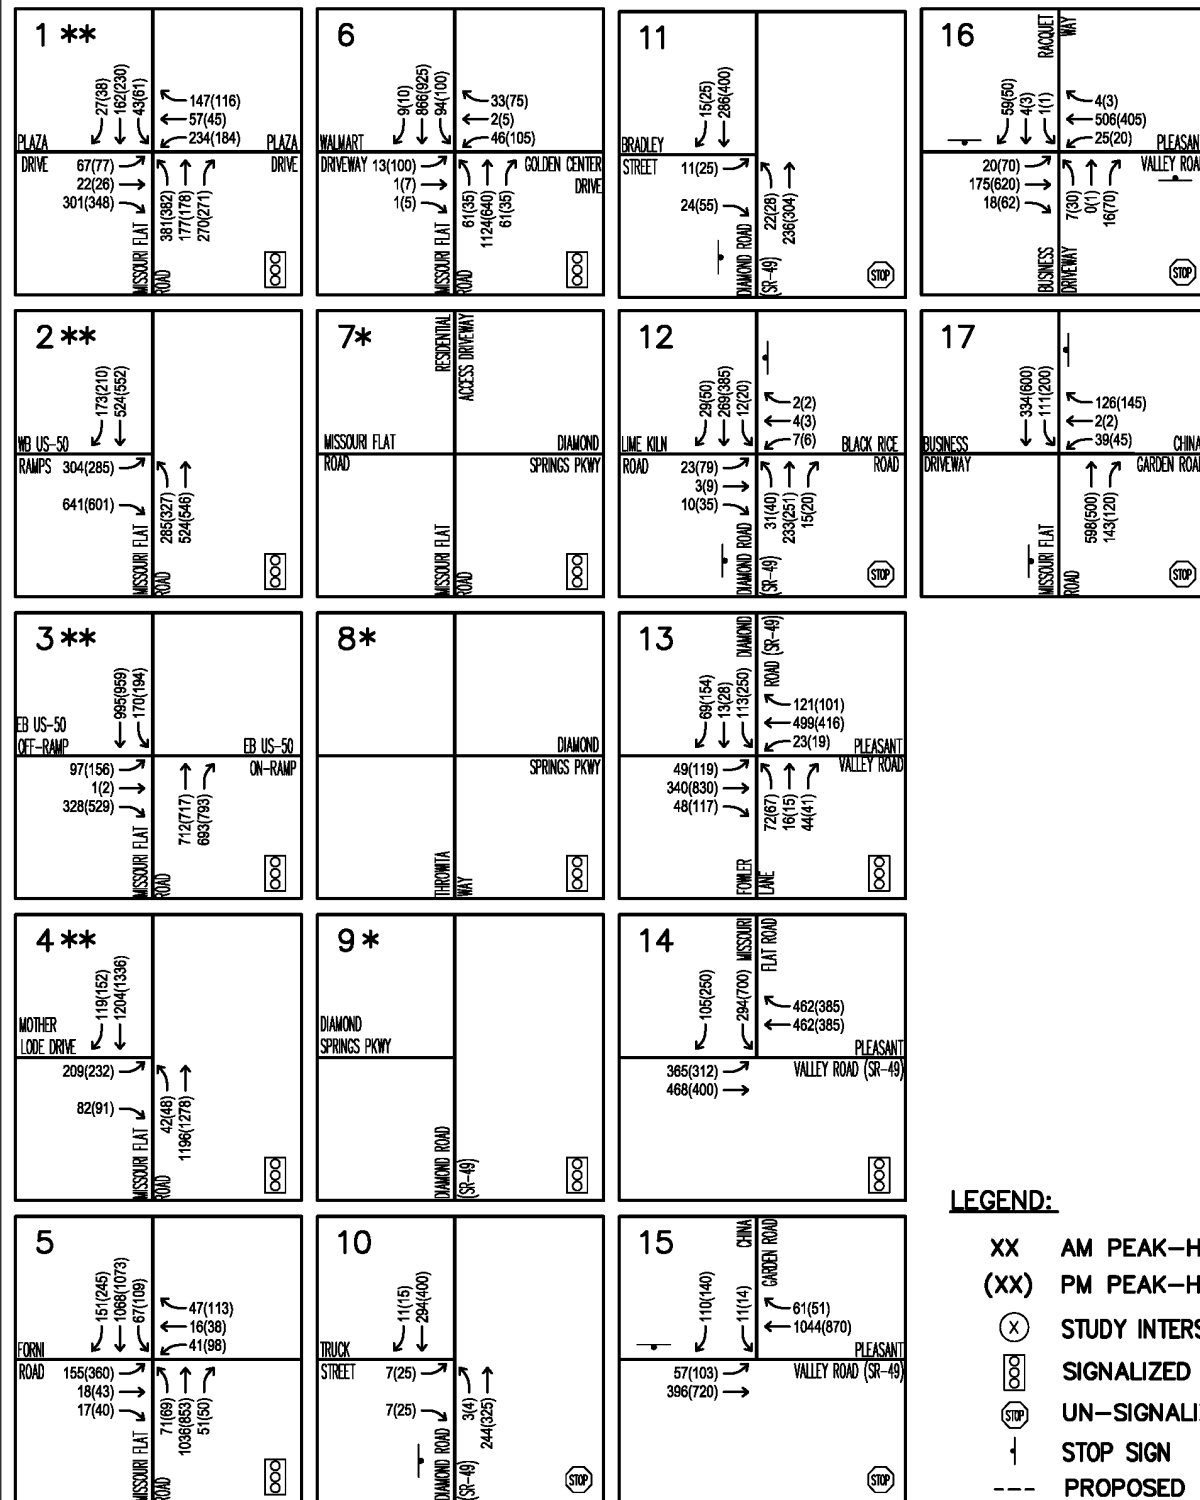 1 **
27(38)
162(230)
43(61)
147(116)
57(45)
234(184)
PLAZA
DRIVE
PLAZA
DRIVE
67(77)
22(26)
301(348)
381(382)
177(178)
270(271)
MISSOURI FLAT
ROAD
6
9(10)
866(925)
94(100)
33(75)
2(5)
46(105)
WALMART
DRIVEWAY
13(100)
1(7)
1(5)
GOLDEN CENTER
DRIVE
61(35)
1124(640)
61(35)
MISSOURI FLAT
ROAD
11
15(25)
286(400)
BRADLEY
STREET
11(25)
24(55)
22(28)
236(304)
DIAMOND ROAD
(SR-49)
STOP
16
RACQUET
WAY
59(50)
4(3)
1(1)
4(3)
506(405)
25(20)
PLEASANT
VALLEY ROAD
20(70)
175(620)
18(62)
7(30)
0(1)
16(70)
BUSINESS
DRIVEWAY
STOP
2 **
173(210)
524(552)
WB US-50
RAMPS
304(285)
641(601)
285(327)
524(546)
MISSOURI FLAT
ROAD
7*
RESIDENTIAL
ACCESS DRIVEWAY
MISSOURI FLAT
ROAD
DIAMOND
SPRINGS PKWY
MISSOURI FLAT
ROAD
12
29(50)
269(385)
12(20)
2(2)
4(3)
7(6)
LIME KILN
ROAD
BLACK RICE
ROAD
23(79)
3(9)
10(35)
31(40)
233(251)
15(20)
DIAMOND ROAD
(SR-49)
STOP
17
334(600)
111(200)
126(145)
2(2)
39(45)
BUSINESS
DRIVEWAY
CHINA
GARDEN ROAD
598(500)
143(120)
MISSOURI FLAT
ROAD
STOP
3 **
995(959)
170(194)
EB US-50
OFF-RAMP
EB US-50
ON-RAMP
97(156)
1(2)
328(529)
712(717)
693(793)
MISSOURI FLAT
ROAD
8*
DIAMOND
SPRINGS PKWY
THROWITA
WAY
13
DIAMOND
ROAD (SR-49)
69(154)
13(28)
113(250)
121(101)
499(416)
23(19)
PLEASANT
VALLEY ROAD
49(119)
340(830)
48(117)
72(67)
16(15)
44(41)
FOWLER
LANE
4 **
119(152)
1204(1336)
MOTHER
LODE DRIVE
209(232)
82(91)
42(48)
1196(1278)
MISSOURI FLAT
ROAD
9*
DIAMOND
SPRINGS PKWY
DIAMOND ROAD
(SR-49)
14
MISSOURI
FLAT ROAD
105(250)
294(700)
462(385)
462(385)
PLEASANT
VALLEY ROAD (SR-49)
365(312)
468(400)
5
151(245)
1068(1073)
67(109)
47(113)
16(38)
41(98)
FORNI
ROAD
155(360)
18(43)
17(40)
71(69)
1036(853)
51(50)
MISSOURI FLAT
ROAD
10
11(15)
294(400)
TRUCK
STREET
7(25)
7(25)
3(4)
244(325)
DIAMOND ROAD
(SR-49)
STOP
15
CHINA
GARDEN ROAD
110(140)
11(14)
61(51)
1044(870)
PLEASANT
VALLEY ROAD (SR-49)
57(103)
396(720)
STOP
LEGEND:
XX AM PEAK-H
(XX) PM PEAK-H
X STUDY INTERS
SIGNALIZED
STOP UN-SIGNALIZ
STOP SIGN
PROPOSED